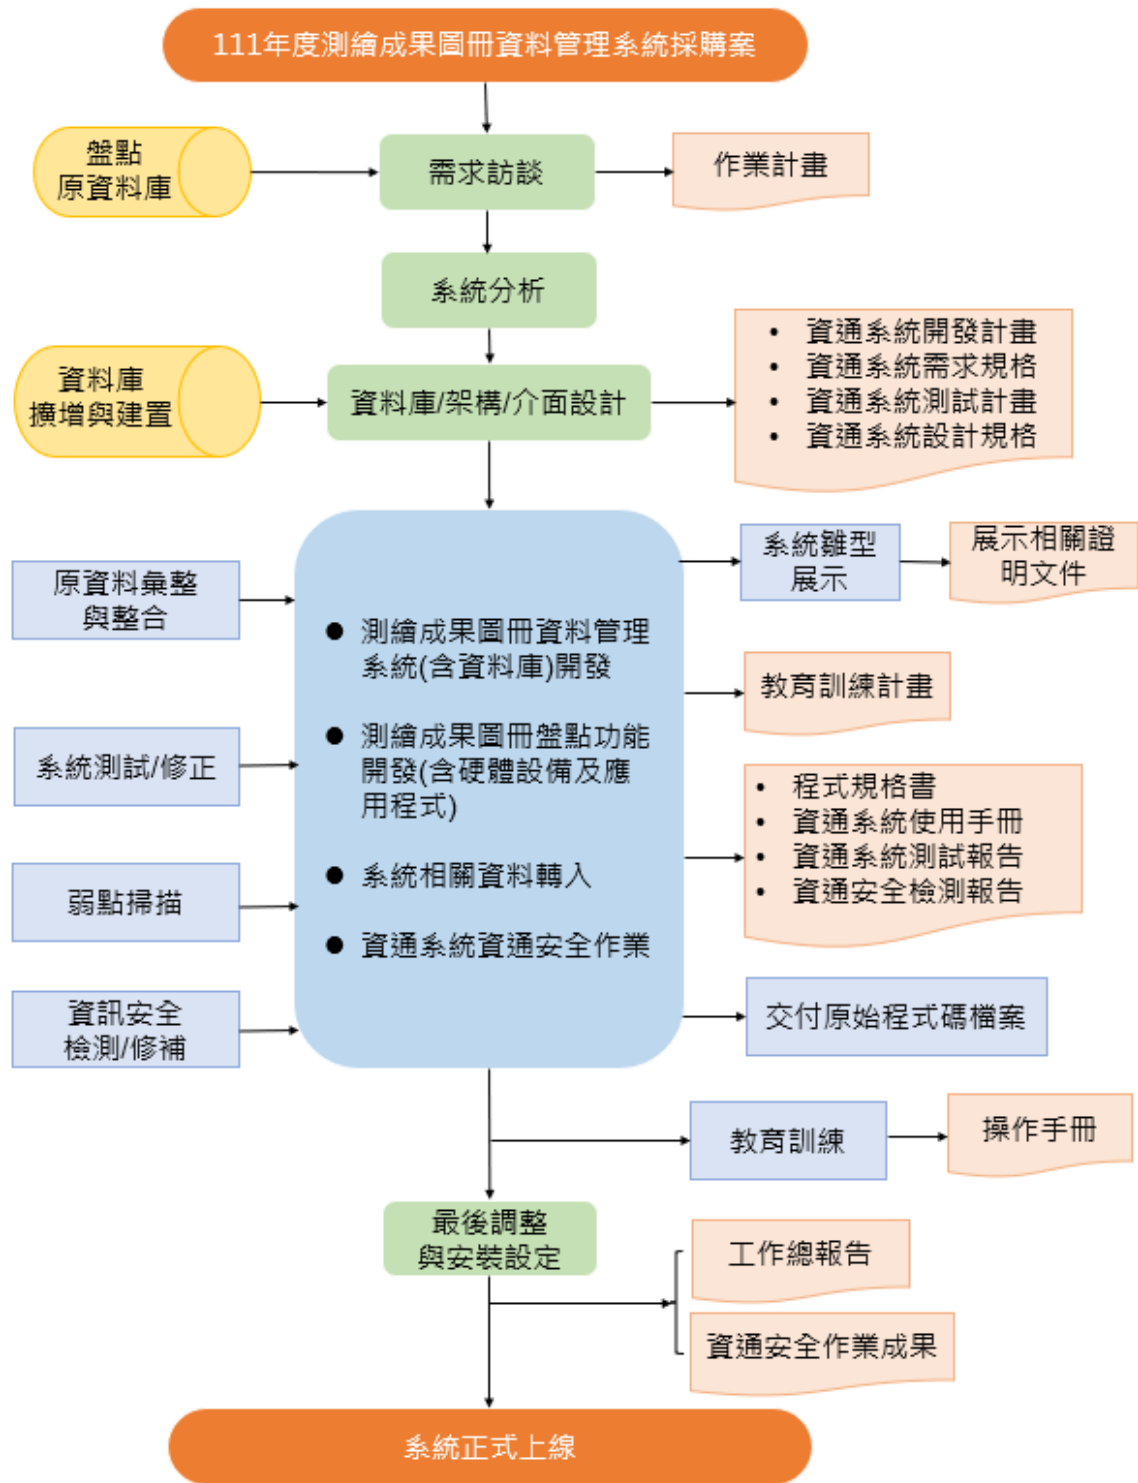 111年度測繪成果圖冊資料管理系統採購案
盤點
原資料庫
需求訪談
作業計畫
系統分析
資料庫
擴增與建置
資料庫/架構/介面設計
• 資通系統開發計畫
• 資通系統需求規格
• 資通系統測試計畫
• 資通系統設計規格
原資料彙整
與整合
系統測試/修正
弱點掃描
資訊安全
檢測/修補
● 測繪成果圖冊資料管理
系統(含資料庫)開發
● 測繪成果圖冊盤點功能
開發(含硬體設備及應
用程式)
● 系統相關資料轉入
● 資通系統資通安全作業
系統雛型
展示
展示相關證
明文件
教育訓練計畫
• 程式規格書
• 資通系統使用手冊
• 資通系統測試報告
• 資通安全檢測報告
交付原始程式碼檔案
教育訓練
操作手冊
最後調整
與安裝設定
工作總報告
資通安全作業成果
系統正式上線